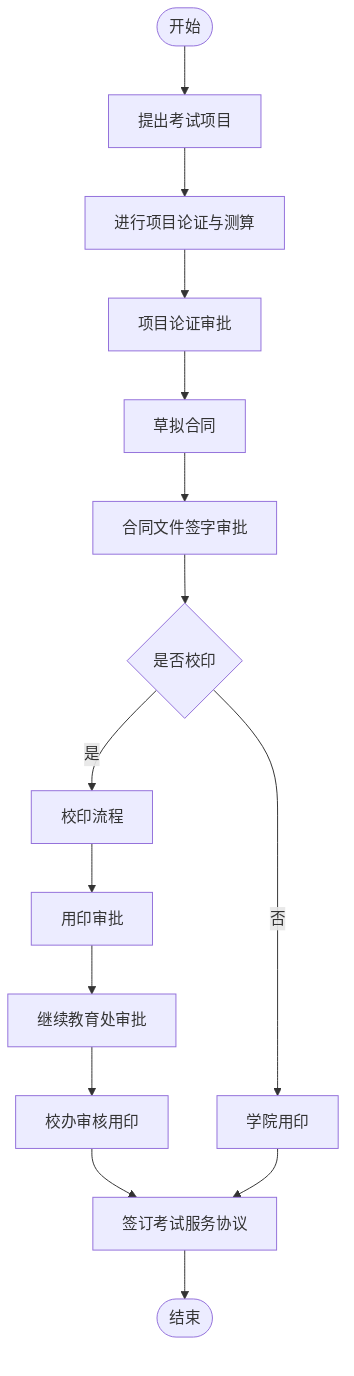 开始
提出考试项目
进行项目论证与测算
项目论证审批
草拟合同
合同文件签字审批
是否校印
是
校印流程
用印审批
否
继续教育处审批
校办审核用印
学院用印
签订考试服务协议
结束